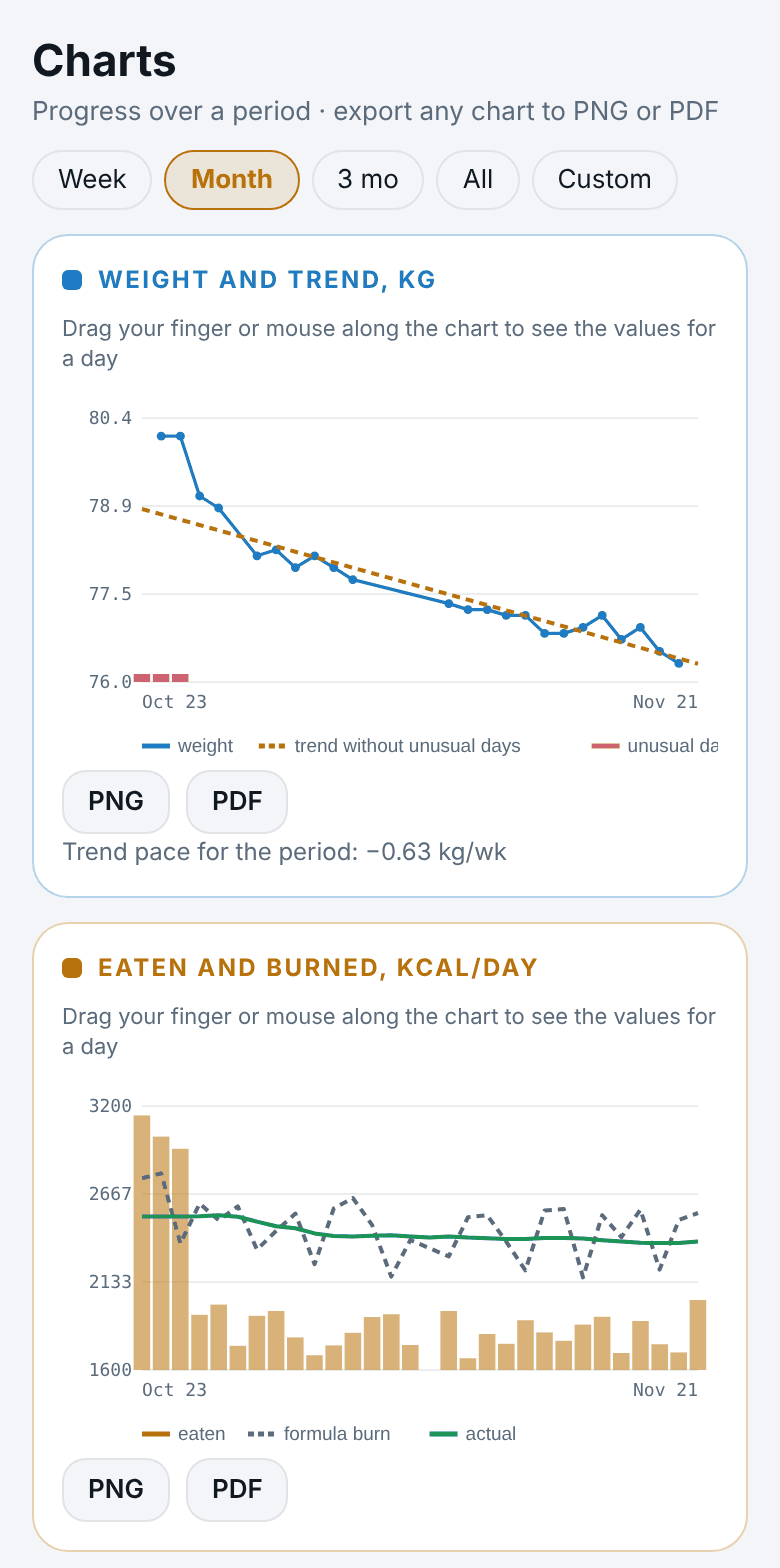 Charts
Progress over a period · export any chart to PNG or PDF
Week Month 3 mo All Custom
WEIGHT AND TREND, KG
Drag your finger or mouse along the chart to see the values for
a day
80.4
78.9
77.5
76.0
Oct 23 Nov 21
weight trend without unusual days unusual da
PNG PDF
Trend pace for the period: −0.63 kg/wk
EATEN AND BURNED, KCAL/DAY
Drag your finger or mouse along the chart to see the values for
a day
3200
2667
2133
1600
Oct 23 Nov 21
eaten formula burn actual
PNG PDF